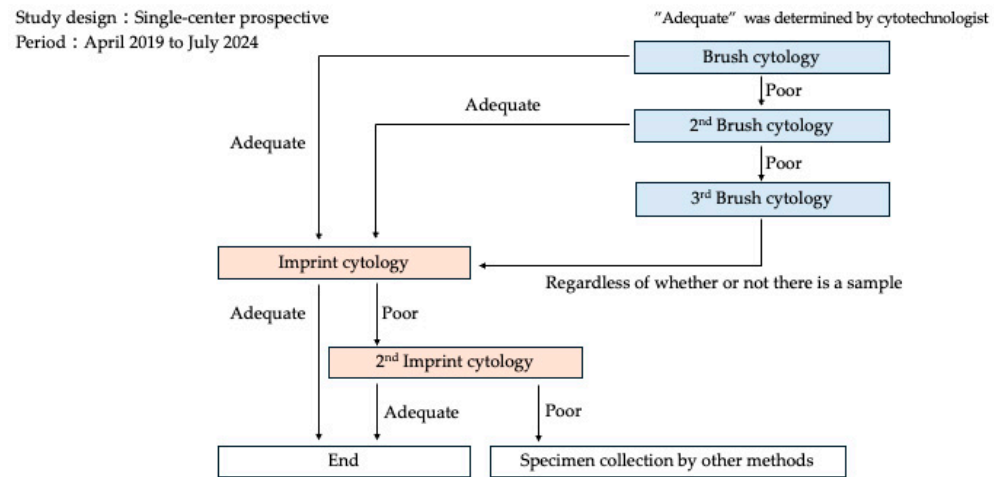 Study design：Single-center prospective
Period：April 2019 to July 2024
"Adequate" was determined by cytotechnologist
Brush cytology
Poor
Adequate
2nd Brush cytology
Adequate
Poor
3rd Brush cytology
Imprint cytology
Regardless of whether or not there is a sample
Adequate
Poor
2nd Imprint cytology
Adequate
Poor
End
Specimen collection by other methods